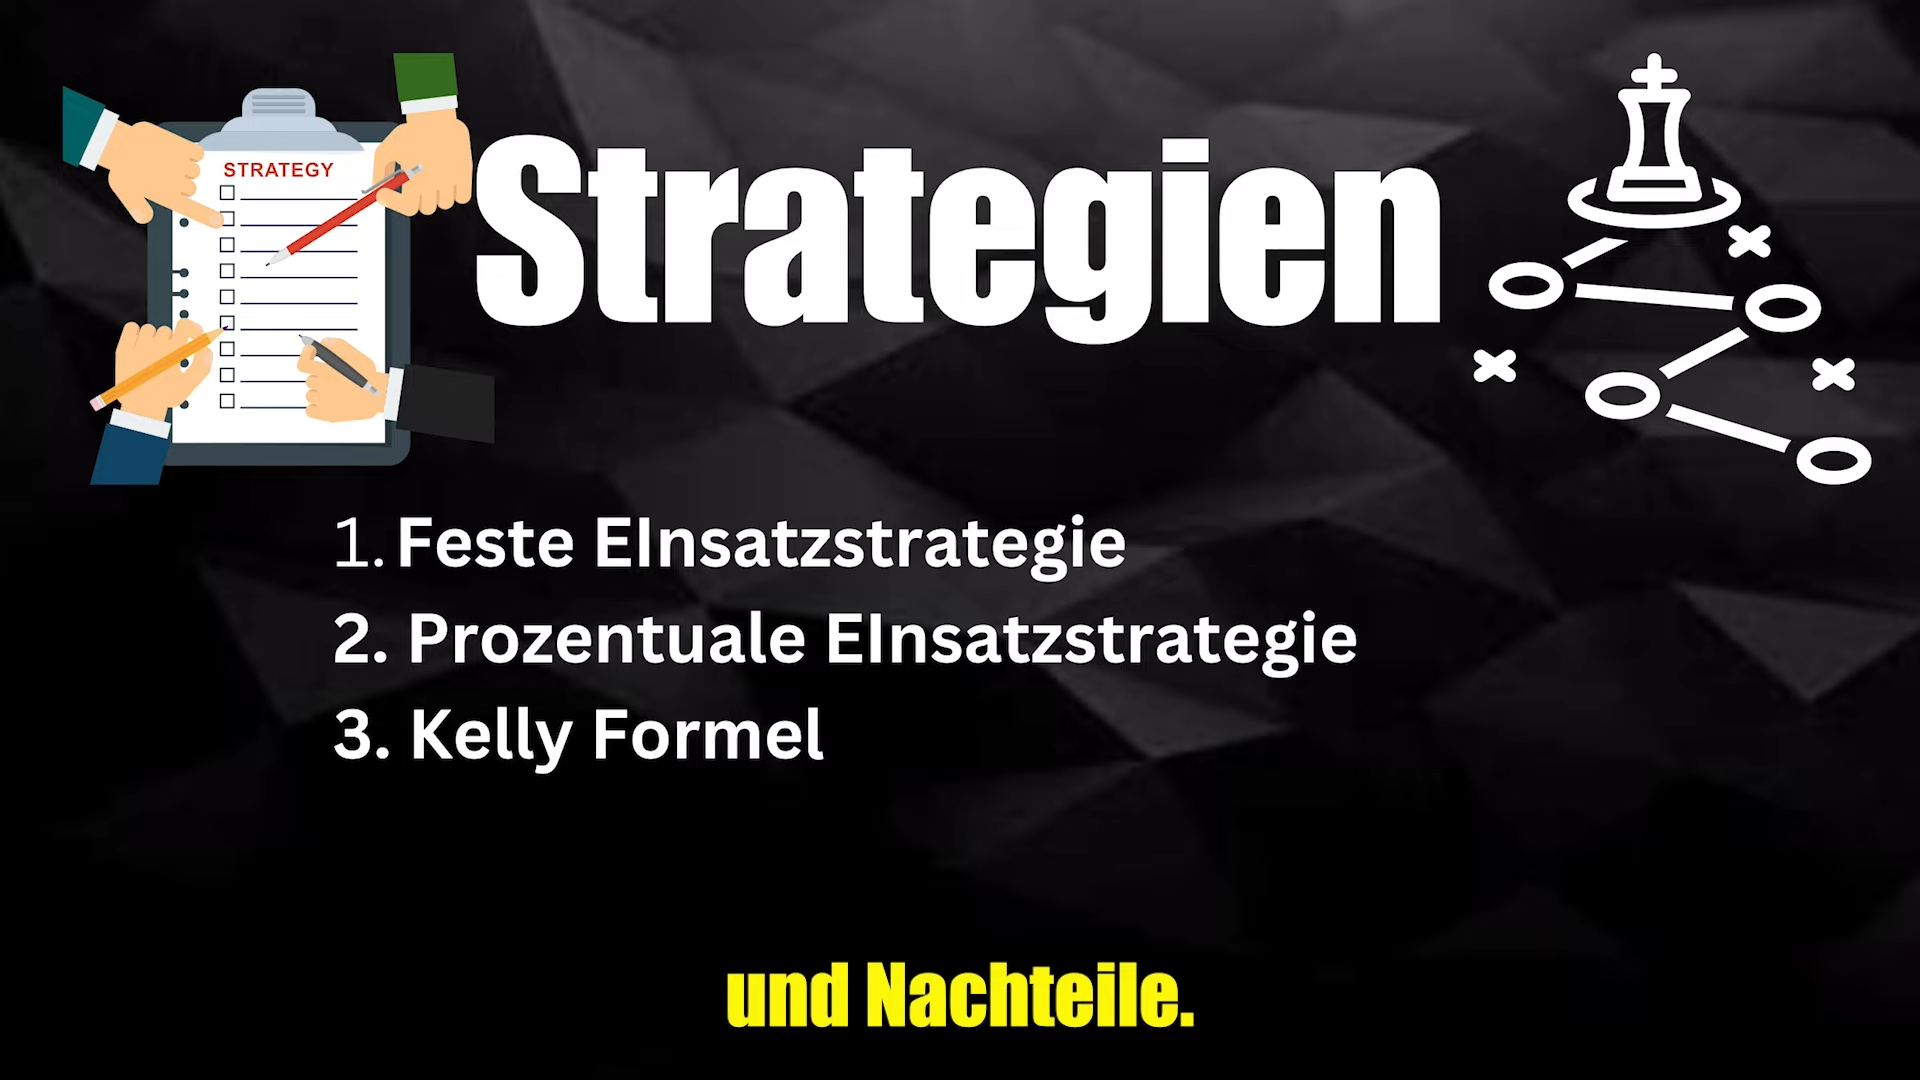 STRATEGY
Strategien
1. Feste EInsatzstrategie
2. Prozentuale EInsatzstrategie
3. Kelly Formel
und Nachteile.